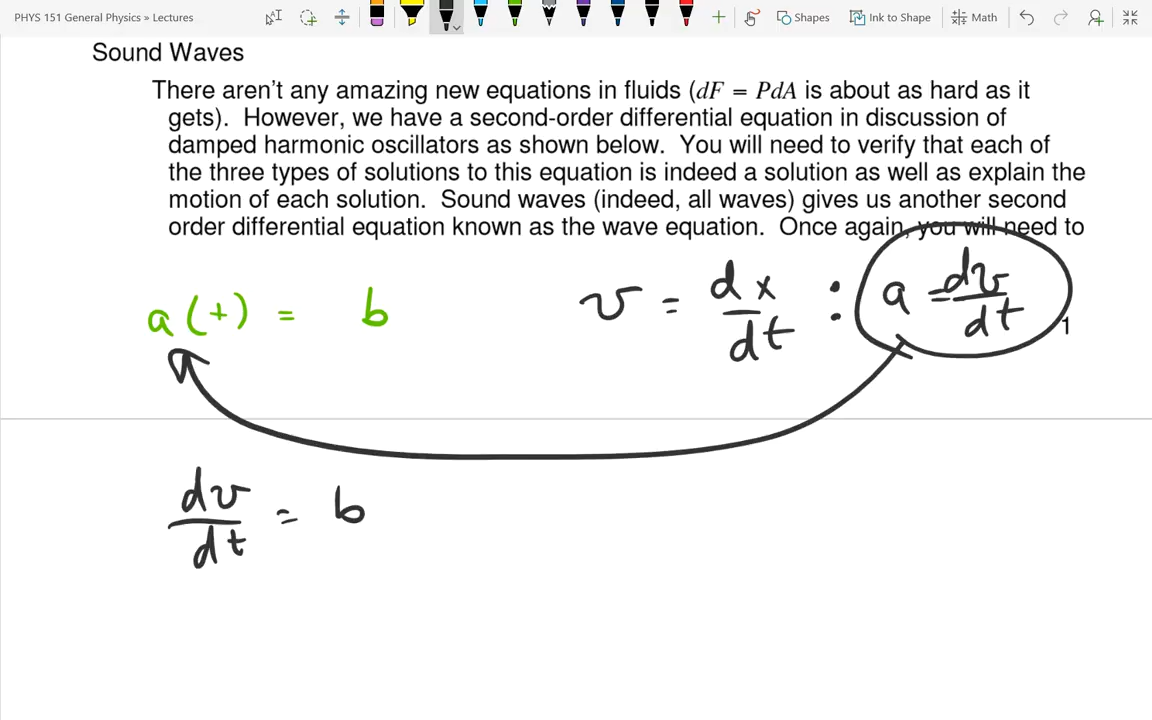 PHYS 151 General Physics » Lectures
Shapes
Ink to Shape
Math
Sound Waves
There aren't any amazing new equations in fluids (dF = PdA is about as hard as it
gets). However, we have a second-order differential equation in discussion of
damped harmonic oscillators as shown below. You will need to verify that each of
the three types of solutions to this equation is indeed a solution as well as explain the
motion of each solution. Sound waves (indeed, all waves) gives us another second
order differential equation known as the wave equation. Once again, you will need to
a(t) = b
v = dx/dt : a = dv/dt
1
dv/dt = b